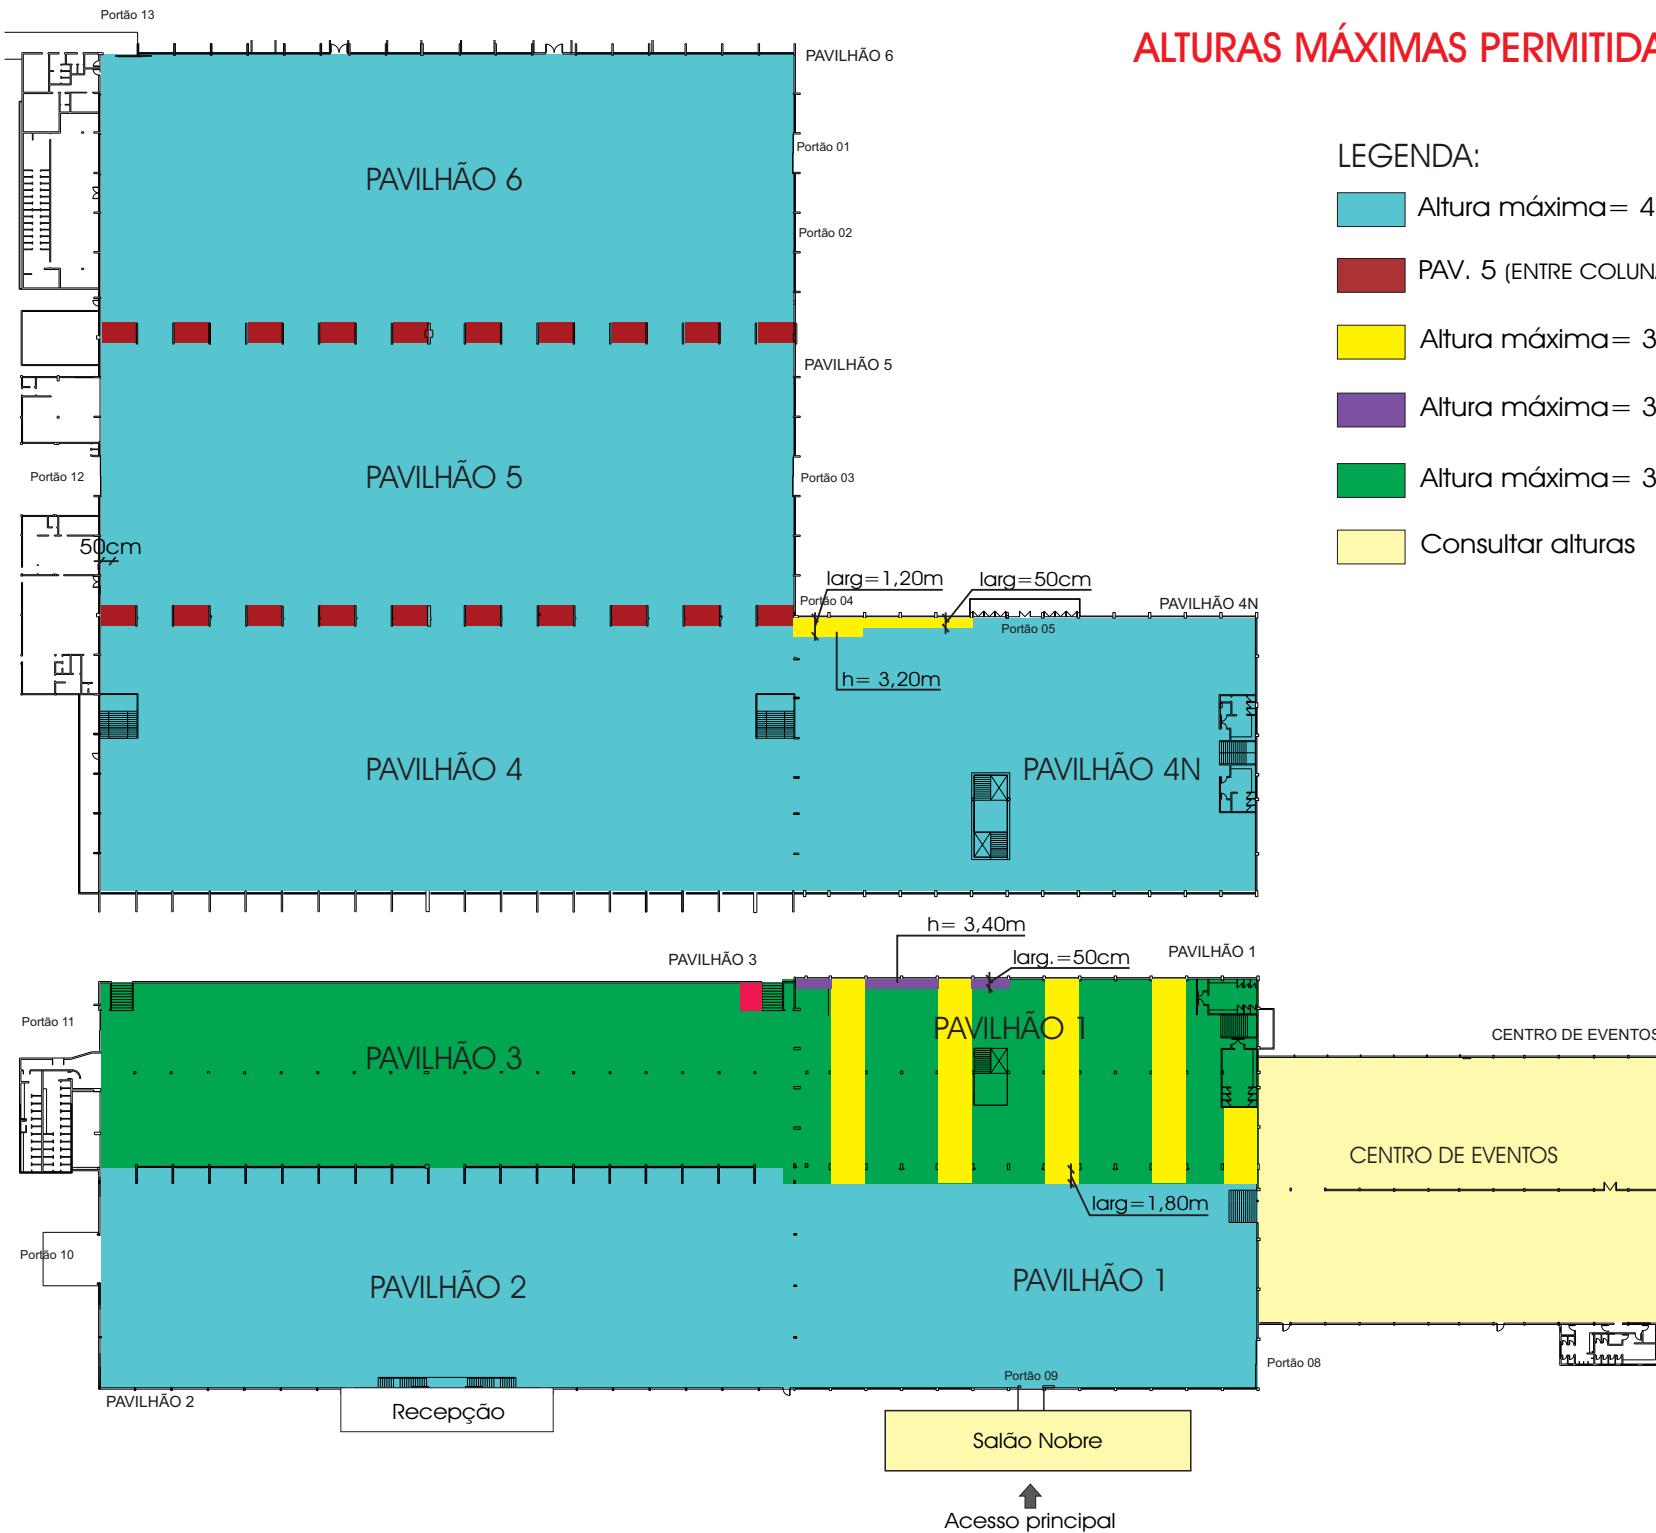 Portão 13
ALTURAS MÁXIMAS PERMITIDA
PAVILHÃO 6
Portão 01
LEGENDA:
PAVILHÃO 6
Altura máxima= 4
Portão 02
PAV. 5 (ENTRE COLUNA
Altura máxima= 3
PAVILHÃO 5
Altura máxima= 3
Portão 12
PAVILHÃO 5
Portão 03
Altura máxima= 3
50cm
Consultar alturas
larg=1,20m
larg=50cm
Portão 04
PAVILHÃO 4N
Portão 05
h= 3,20m
PAVILHÃO 4
PAVILHÃO 4N
h= 3,40m
PAVILHÃO 3
larg.=50cm
PAVILHÃO 1
Portão 11
PAVILHÃO 1
CENTRO DE EVENTOS
PAVILHÃO 3
CENTRO DE EVENTOS
larg=1,80m
Portão 10
PAVILHÃO 2
PAVILHÃO 1
Portão 08
Portão 09
PAVILHÃO 2
Recepção
Salão Nobre
Acesso principal